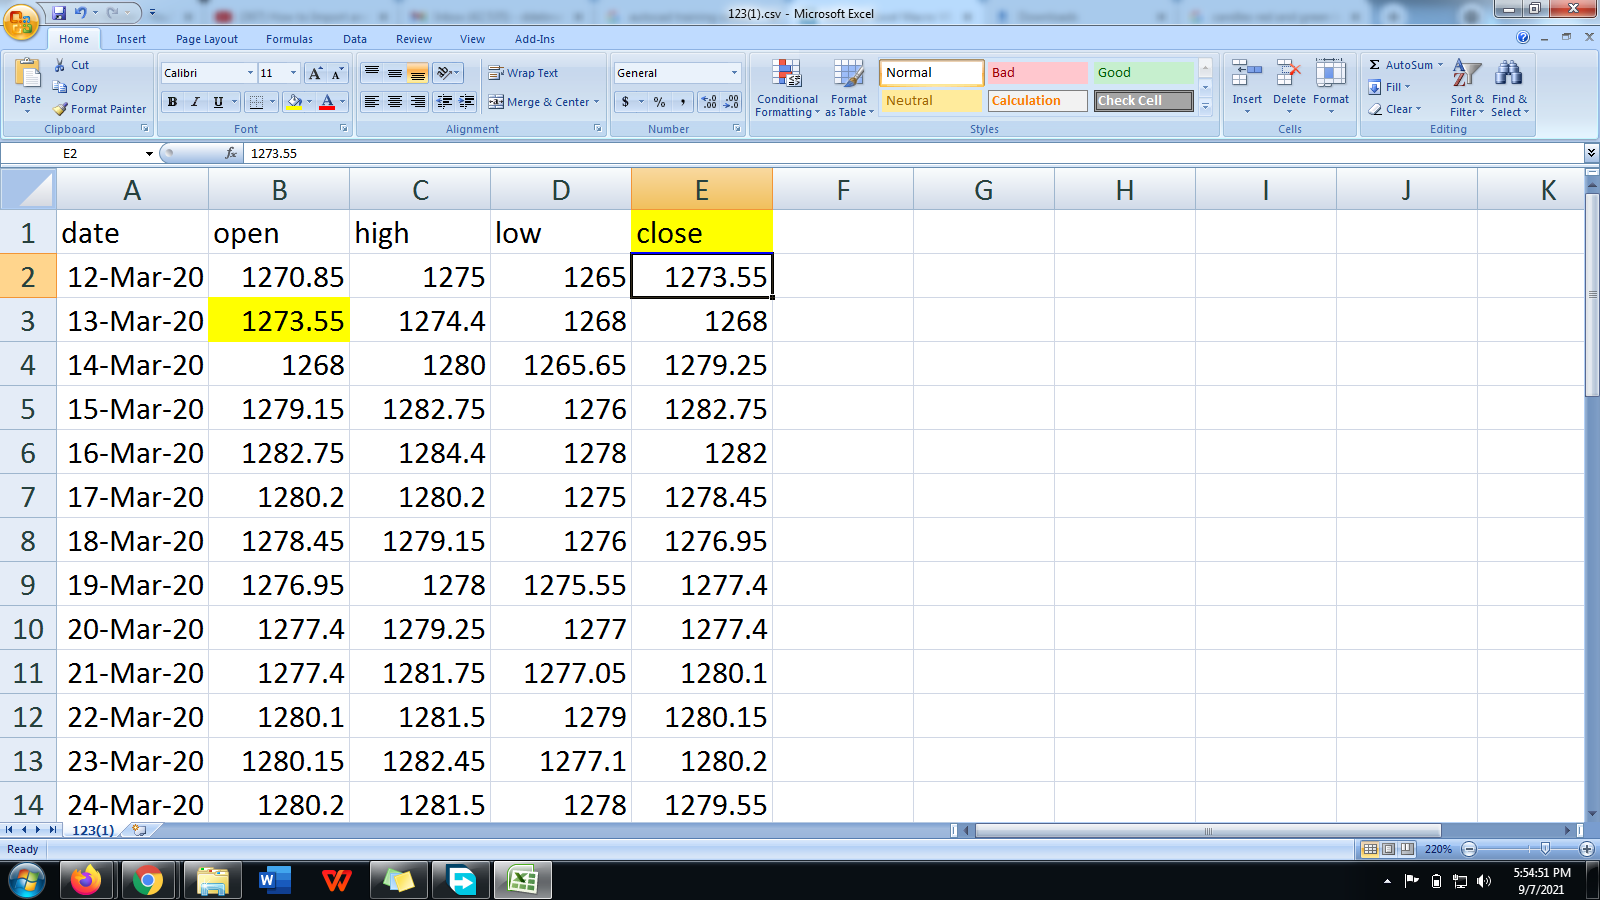 123(1).csv - Microsoft Excel
Home Insert Page Layout Formulas Data Review View Add-Ins
Paste Cut Copy Format Painter Clipboard
Calibri 11 B I U Font
Wrap Text Merge & Center Alignment
General $ % , Number
Conditional Formatting Format as Table
Normal Bad Good
Neutral Calculation Check Cell
Styles
Insert Delete Format Cells
Σ AutoSum Fill Clear Sort & Filter Find & Select Editing
E2 fx 1273.55
A B C D E F G H I J K
1 date open high low close
2 12-Mar-20 1270.85 1275 1265 1273.55
3 13-Mar-20 1273.55 1274.4 1268 1268
4 14-Mar-20 1268 1280 1265.65 1279.25
5 15-Mar-20 1279.15 1282.75 1276 1282.75
6 16-Mar-20 1282.75 1284.4 1278 1282
7 17-Mar-20 1280.2 1280.2 1275 1278.45
8 18-Mar-20 1278.45 1279.15 1276 1276.95
9 19-Mar-20 1276.95 1278 1275.55 1277.4
10 20-Mar-20 1277.4 1279.25 1277 1277.4
11 21-Mar-20 1277.4 1281.75 1277.05 1280.1
12 22-Mar-20 1280.1 1281.5 1279 1280.15
13 23-Mar-20 1280.15 1282.45 1277.1 1280.2
14 24-Mar-20 1280.2 1281.5 1278 1279.55
123(1)
Ready 220%
5:54:51 PM
9/7/2021